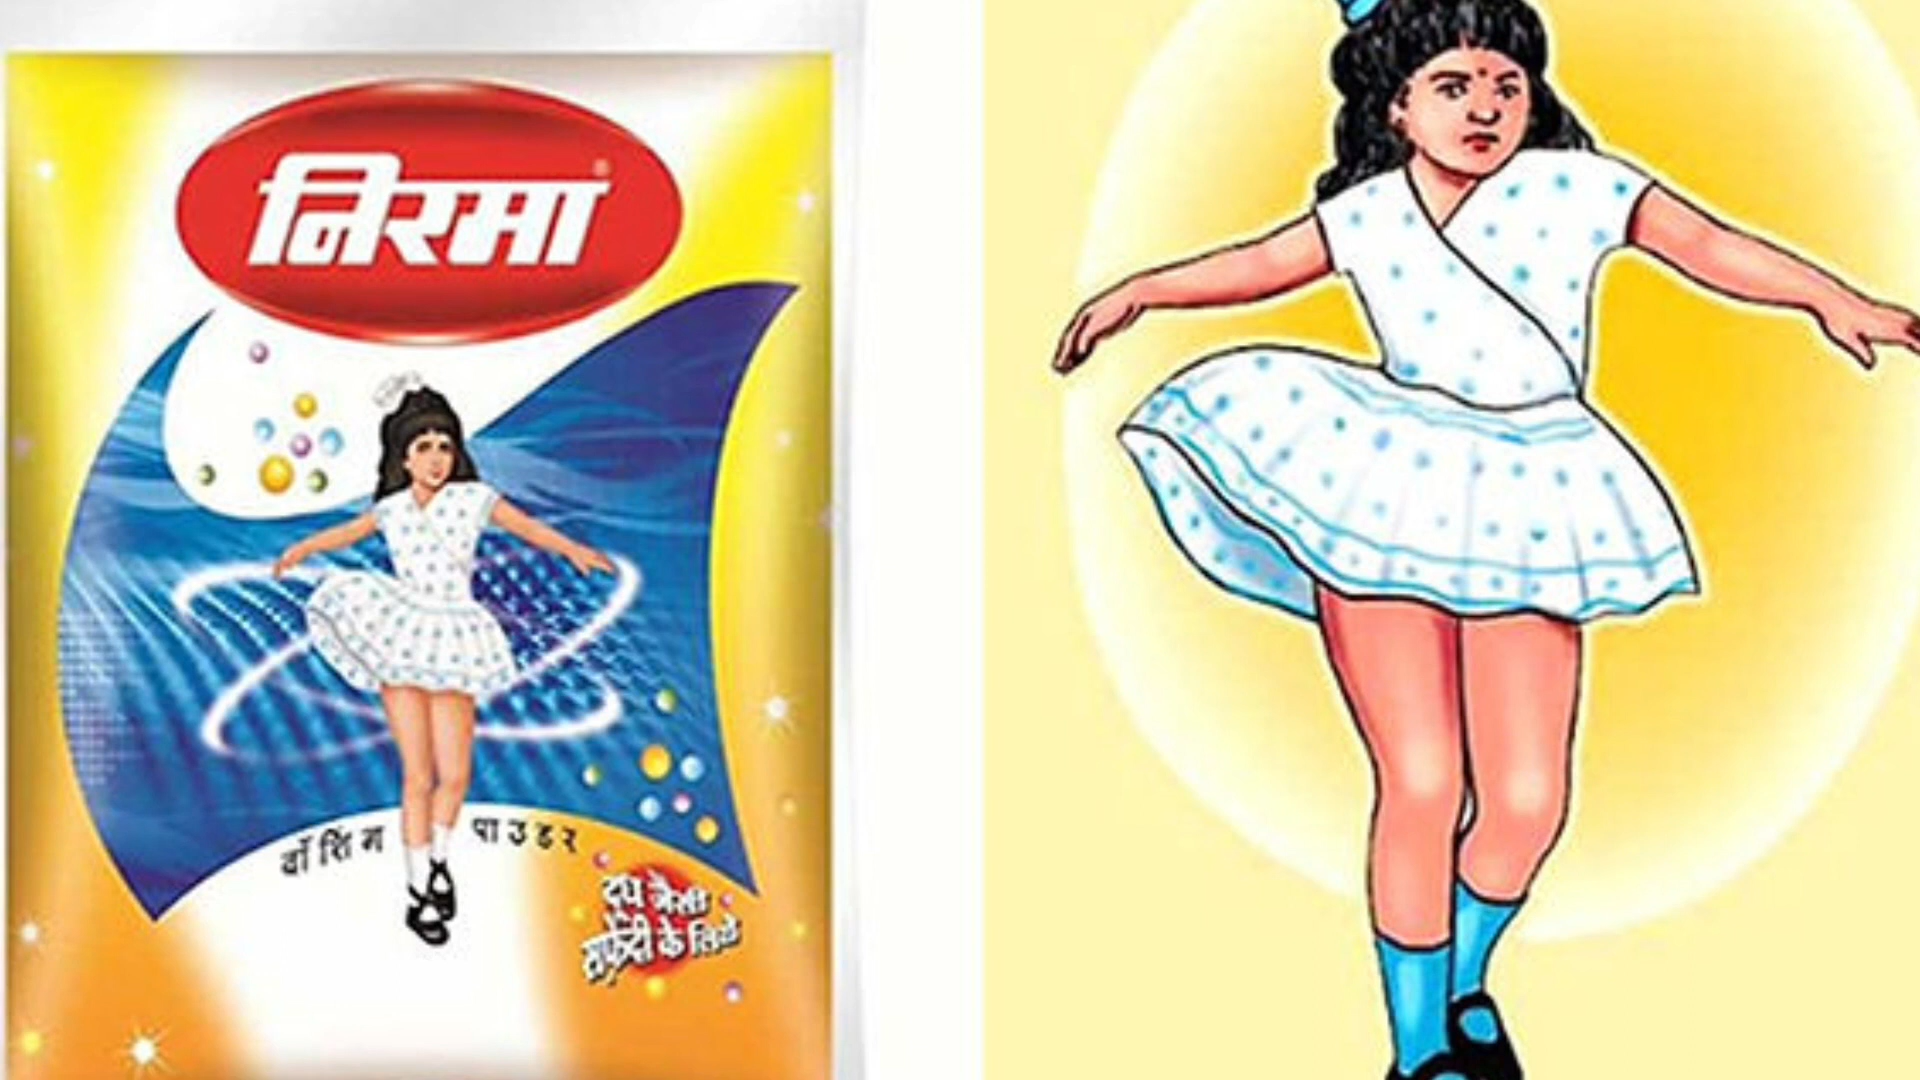 निरमा
वॉशिंग पाउडर
दूध जैसी
सफेदी के लिये